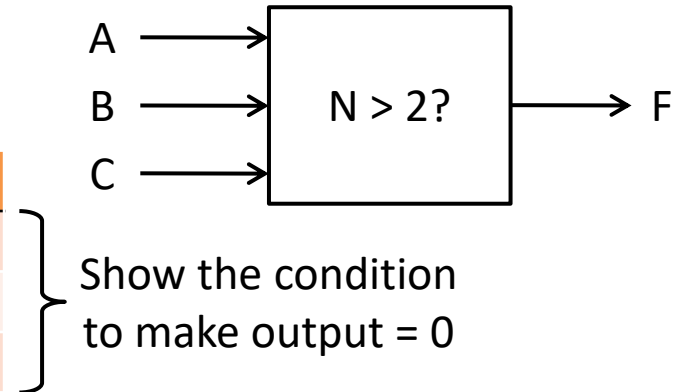 A
B
C
N > 2?
F
Show the condition
to make output = 0